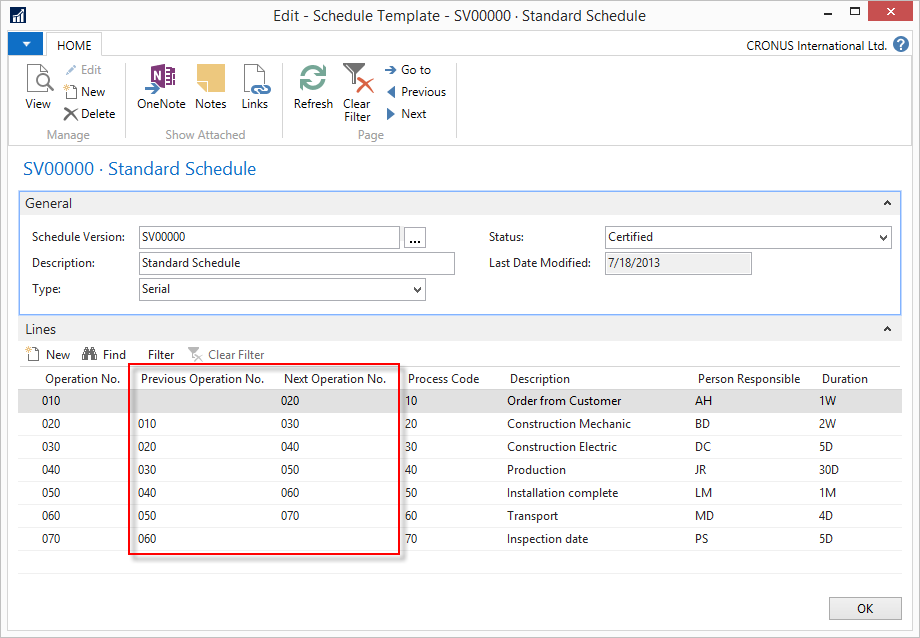 Edit - Schedule Template - SV00000 · Standard Schedule
HOME
CRONUS International Ltd. ?
View
Edit
New
Delete
Manage
OneNote
Notes
Links
Show Attached
Refresh
Clear
Filter
Go to
Previous
Next
Page
SV00000 · Standard Schedule
General
Schedule Version: SV00000 ...
Status: Certified
Description: Standard Schedule
Last Date Modified: 7/18/2013
Type: Serial
Lines
New Find Filter Clear Filter
Operation No. Previous Operation No. Next Operation No. Process Code Description Person Responsible Duration
010 020 10 Order from Customer AH 1W
020 010 030 20 Construction Mechanic BD 2W
030 020 040 30 Construction Electric DC 5D
040 030 050 40 Production JR 30D
050 040 060 50 Installation complete LM 1M
060 050 070 60 Transport MD 4D
070 060 70 Inspection date PS 5D
OK